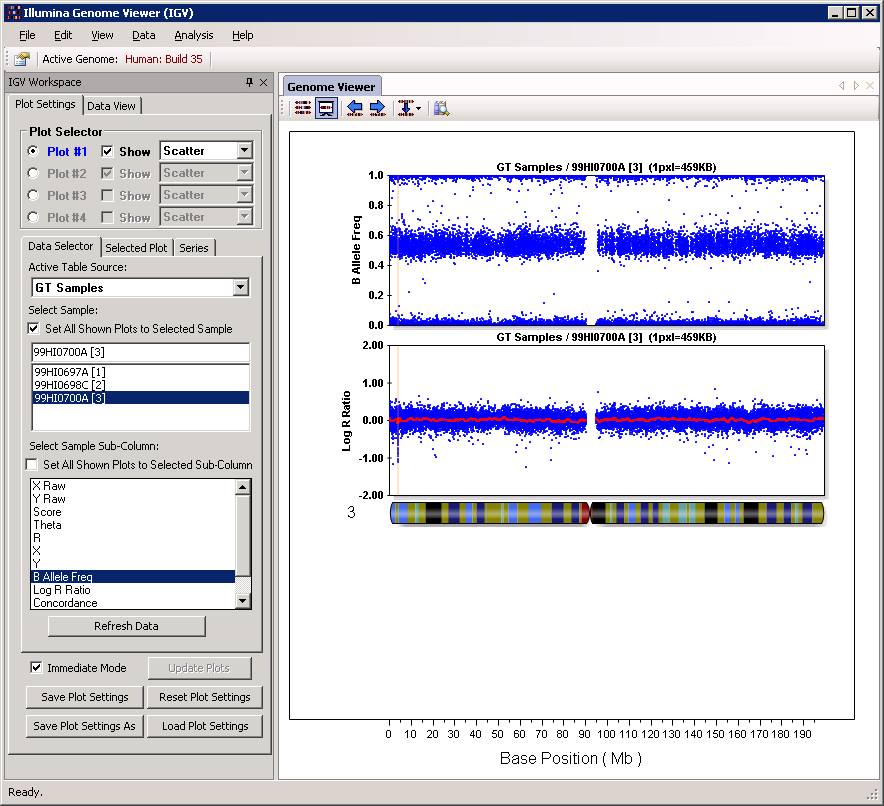 Illumina Genome Viewer (IGV)
File Edit View Data Analysis Help
Active Genome: Human: Build 35
IGV Workspace
Plot Settings Data View
Plot Selector
Plot #1 Show Scatter
Plot #2 Show Scatter
Plot #3 Show Scatter
Plot #4 Show Scatter
Data Selector Selected Plot Series
Active Table Source:
GT Samples
Select Sample:
Set All Shown Plots to Selected Sample
99HI0700A [3]
99HI0697A [1]
99HI0698C [2]
99HI0700A [3]
Select Sample Sub-Column:
Set All Shown Plots to Selected Sub-Column
X Raw
Y Raw
Score
Theta
R
X
Y
B Allele Freq
Log R Ratio
Concordance
Refresh Data
Immediate Mode Update Plots
Save Plot Settings Reset Plot Settings
Save Plot Settings As Load Plot Settings
Genome Viewer
GT Samples / 99HI0700A [3] (1pxl=459KB)
B Allele Freq
1.0
0.8
0.6
0.4
0.2
0.0
GT Samples / 99HI0700A [3] (1pxl=459KB)
Log R Ratio
2.00
1.00
0.00
-1.00
-2.00
3
0 10 20 30 40 50 60 70 80 90 100 110 120 130 140 150 160 170 180 190
Base Position ( Mb )
Ready.